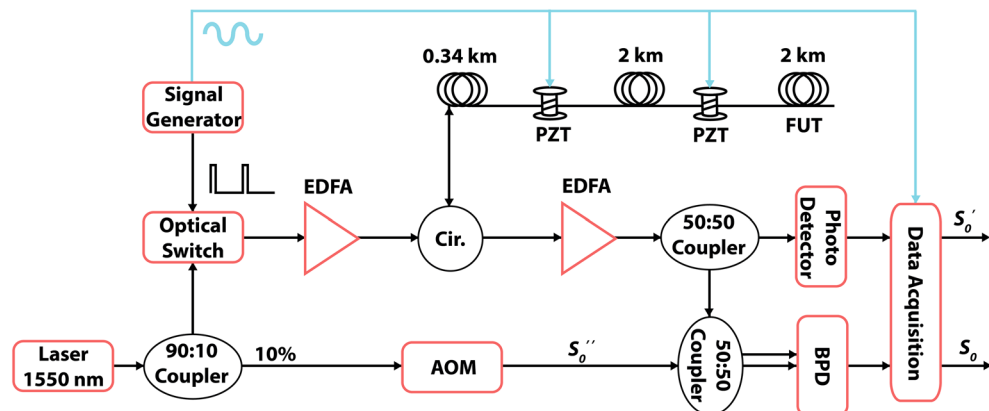 0.34 km
2 km
2 km
Signal
Generator
PZT
PZT
FUT
EDFA
EDFA
Optical
Switch
Cir.
50:50
Coupler
Photo
Detector
Data Acquisition
S₀′
Laser
1550 nm
90:10
Coupler
10%
AOM
S₀′′
50:50
Coupler
BPD
S₀